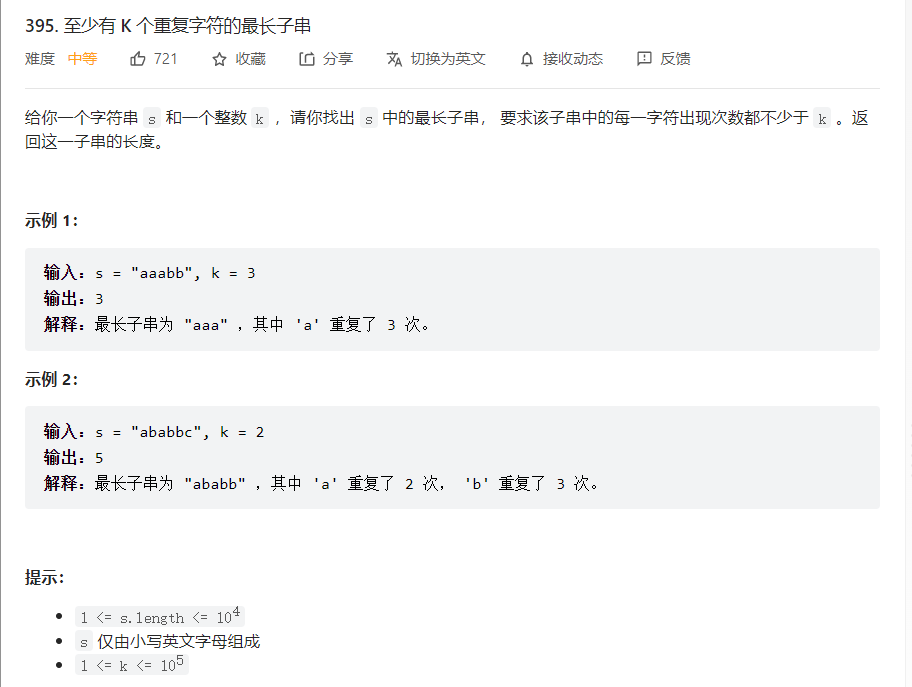 395. 至少有 K 个重复字符的最长子串
难度 中等 721 收藏 分享 切换为英文 接收动态 反馈
给你一个字符串 s 和一个整数 k ，请你找出 s 中的最长子串， 要求该子串中的每一字符出现次数都不少于 k 。返
回这一子串的长度。
示例 1：
输入：s = "aaabb", k = 3
输出：3
解释：最长子串为 "aaa" ，其中 'a' 重复了 3 次。
示例 2：
输入：s = "ababbc", k = 2
输出：5
解释：最长子串为 "ababb" ，其中 'a' 重复了 2 次， 'b' 重复了 3 次。
提示：
• 1 <= s.length <= 10⁴
• s 仅由小写英文字母组成
• 1 <= k <= 10⁵